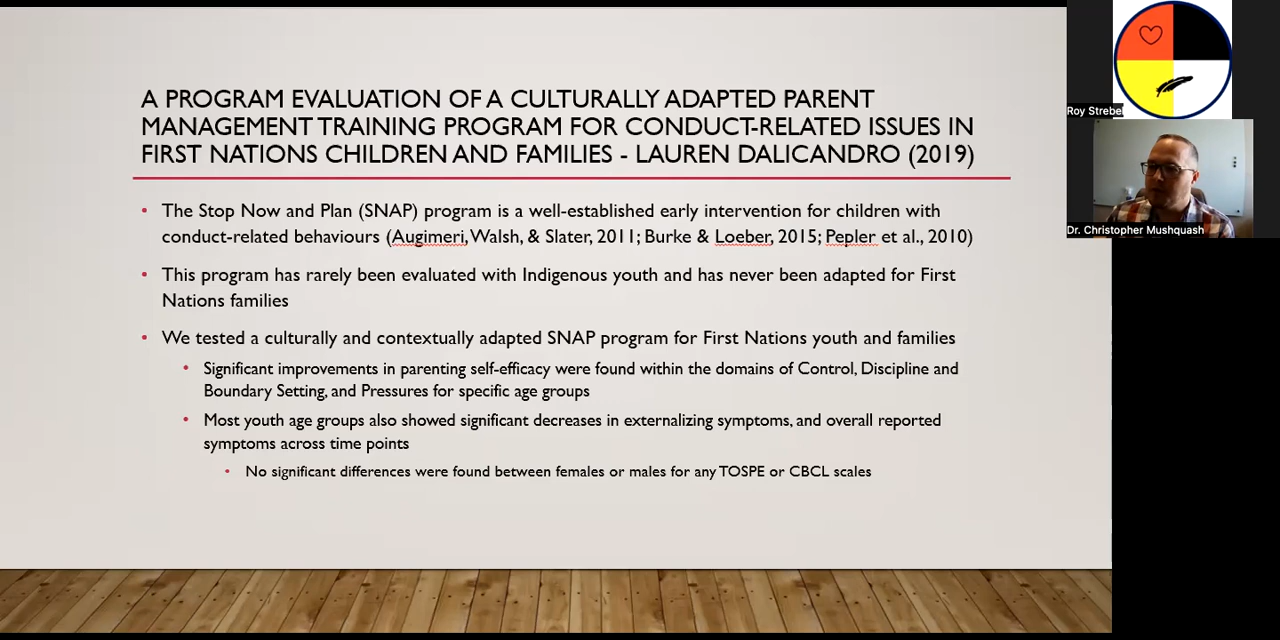 A PROGRAM EVALUATION OF A CULTURALLY ADAPTED PARENT
MANAGEMENT TRAINING PROGRAM FOR CONDUCT-RELATED ISSUES IN
FIRST NATIONS CHILDREN AND FAMILIES - LAUREN DALICANDRO (2019)
• The Stop Now and Plan (SNAP) program is a well-established early intervention for children with
conduct-related behaviours (Augimeri, Walsh, & Slater, 2011; Burke & Loeber, 2015; Pepler et al., 2010)
• This program has rarely been evaluated with Indigenous youth and has never been adapted for First
Nations families
• We tested a culturally and contextually adapted SNAP program for First Nations youth and families
• Significant improvements in parenting self-efficacy were found within the domains of Control, Discipline and
Boundary Setting, and Pressures for specific age groups
• Most youth age groups also showed significant decreases in externalizing symptoms, and overall reported
symptoms across time points
• No significant differences were found between females or males for any TOSPE or CBCL scales
Roy Strebel
Dr. Christopher Mushquash